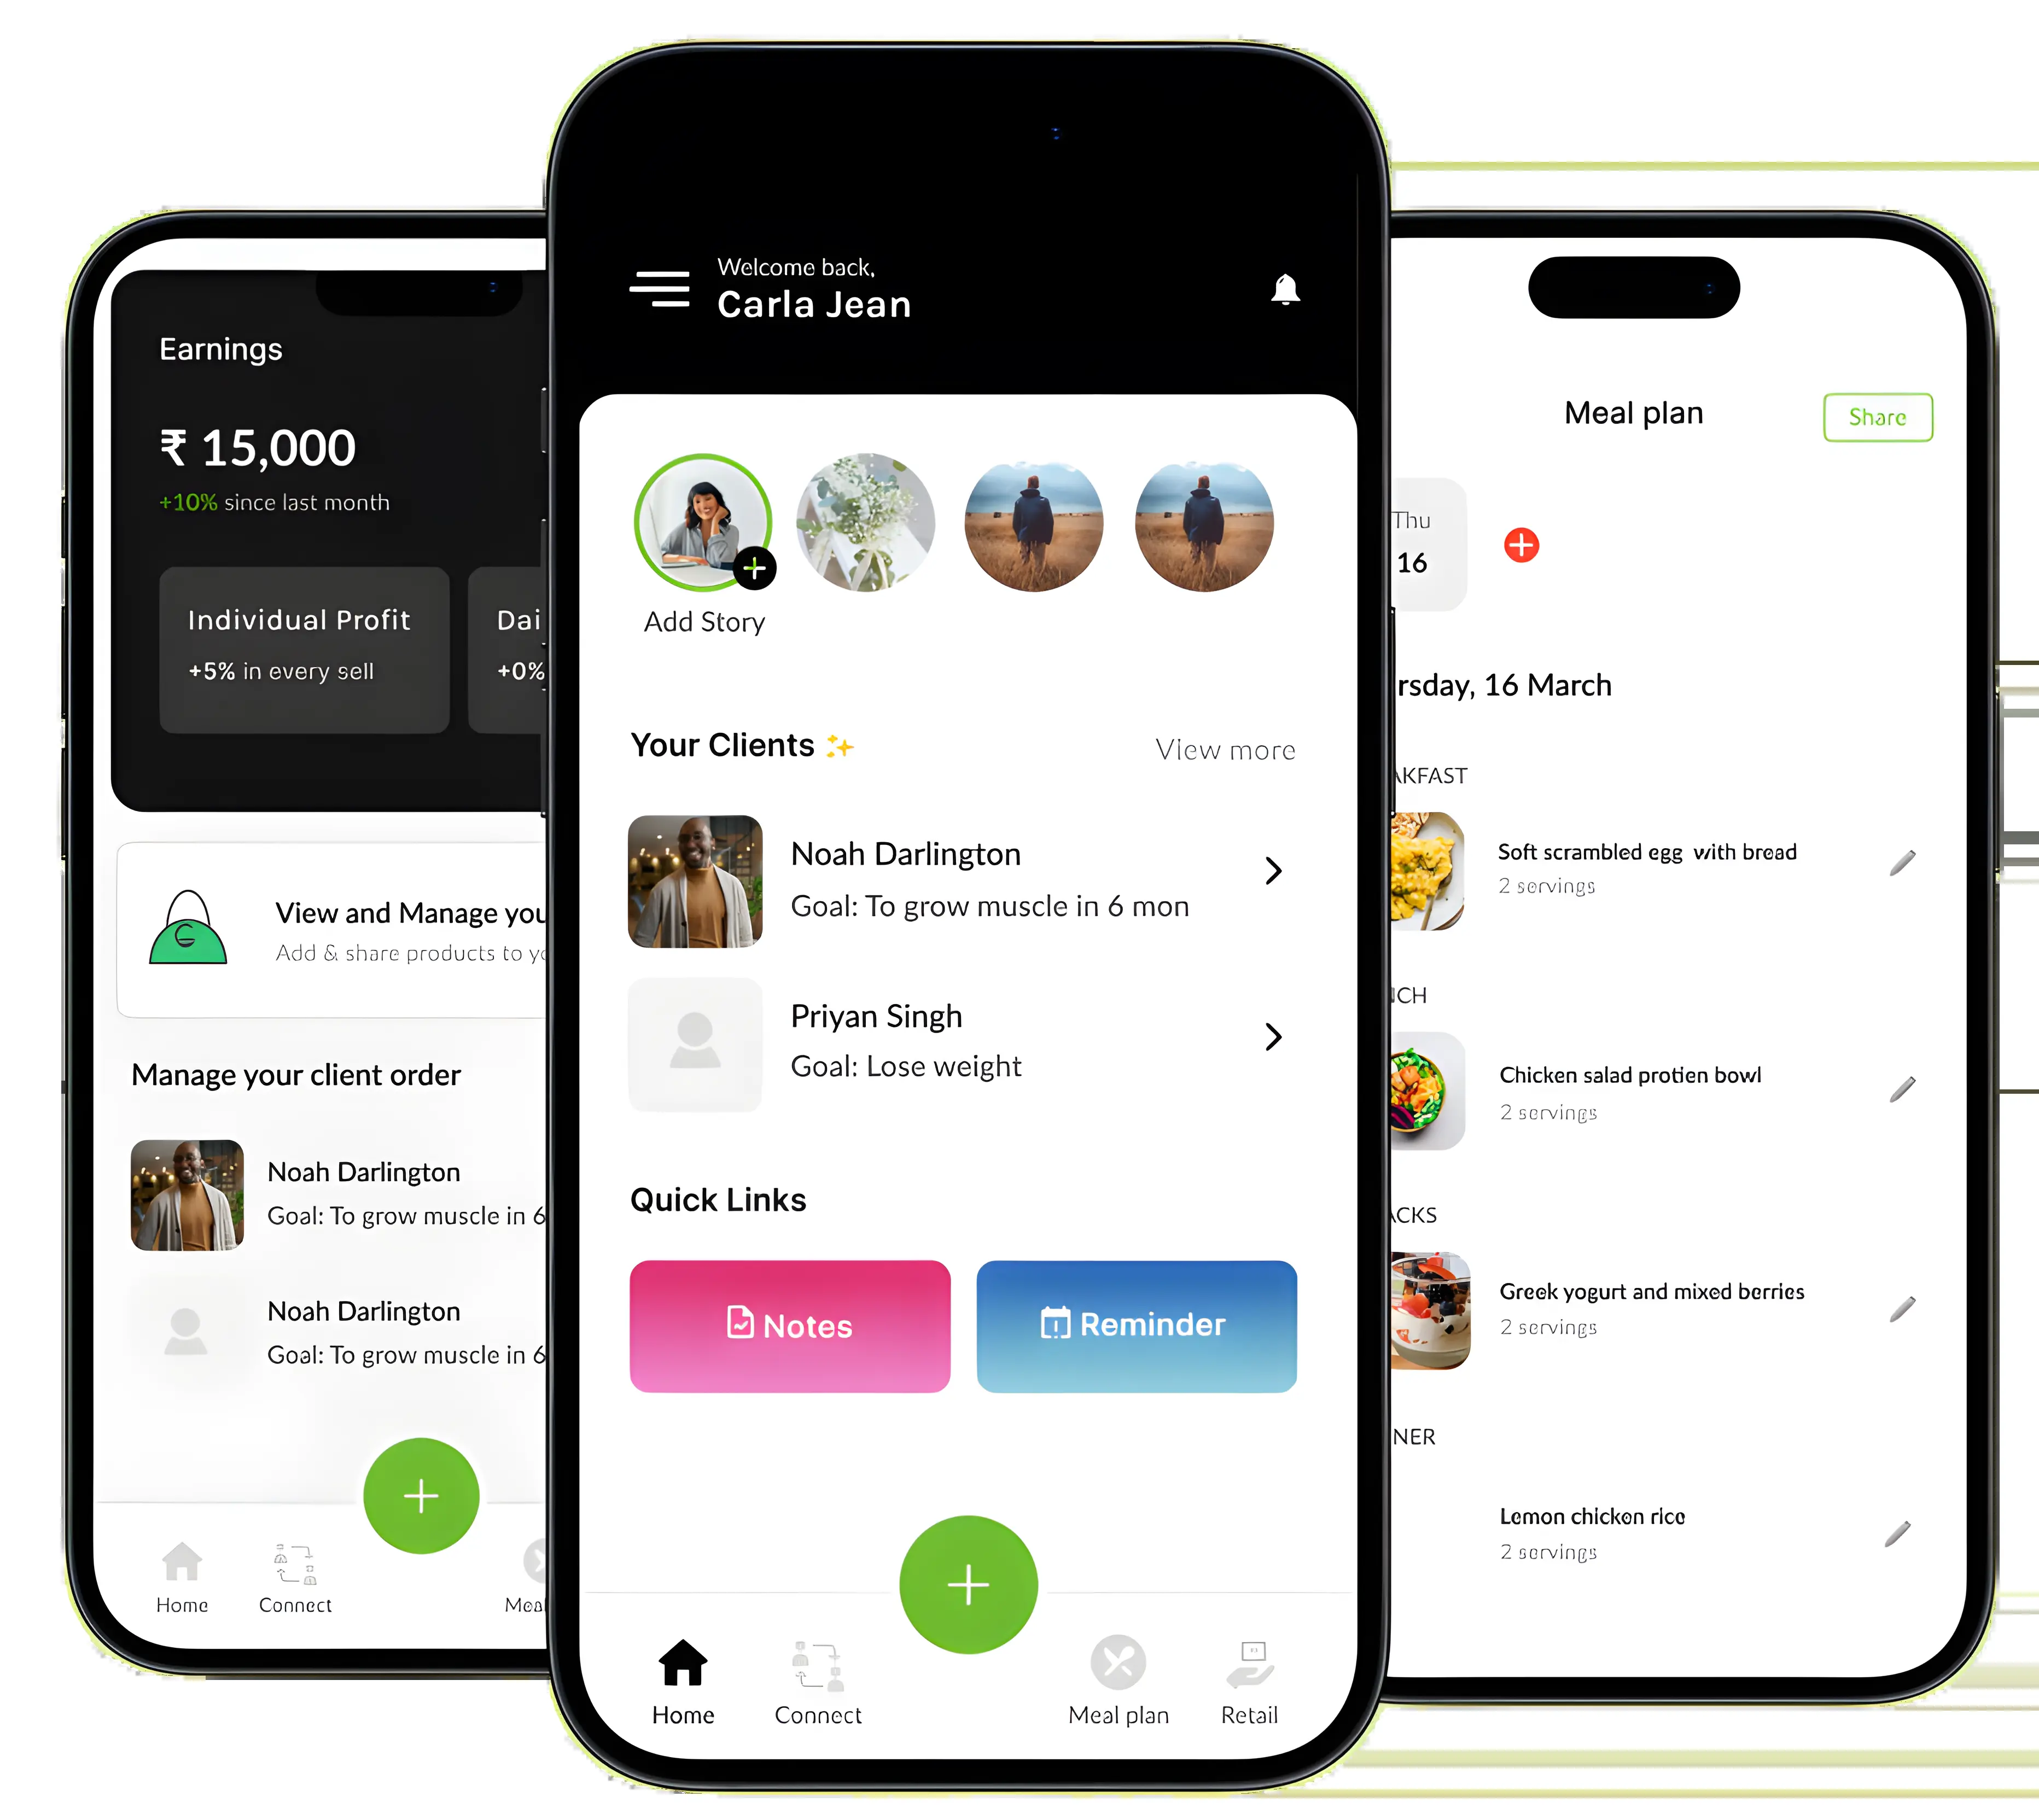 Earnings
₹ 15,000
+10% since last month
Individual Profit
+5% in every sell
Dai
+0%
View and Manage you
Add & share products to yo
Manage your client order
Noah Darlington
Goal: To grow muscle in 6
Noah Darlington
Goal: To grow muscle in 6
Home
Connect
Meal
Welcome back,
Carla Jean
Add Story
Your Clients
View more
Noah Darlington
Goal: To grow muscle in 6 mon
Priyan Singh
Goal: Lose weight
Quick Links
Notes
Reminder
Home
Connect
Meal plan
Retail
Meal plan
Share
Thu
16
rsday, 16 March
AKFAST
Soft scrambled egg with bread
2 servings
NCH
Chicken salad protien bowl
2 servings
ACKS
Greek yogurt and mixed berries
2 servings
NER
Lemon chicken rice
2 servings